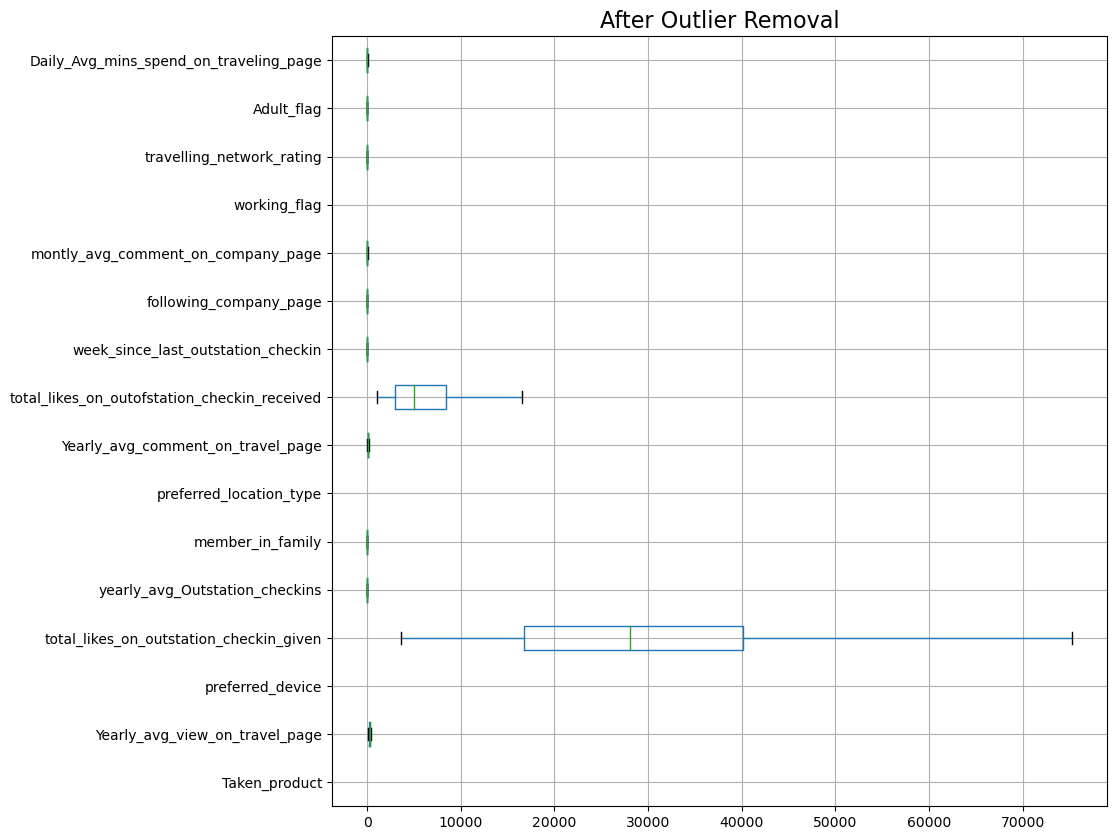 After Outlier Removal
Daily_Avg_mins_spend_on_traveling_page
Adult_flag
travelling_network_rating
working_flag
montly_avg_comment_on_company_page
following_company_page
week_since_last_outstation_checkin
total_likes_on_outofstation_checkin_received
Yearly_avg_comment_on_travel_page
preferred_location_type
member_in_family
yearly_avg_Outstation_checkins
total_likes_on_outstation_checkin_given
preferred_device
Yearly_avg_view_on_travel_page
Taken_product
0 10000 20000 30000 40000 50000 60000 70000